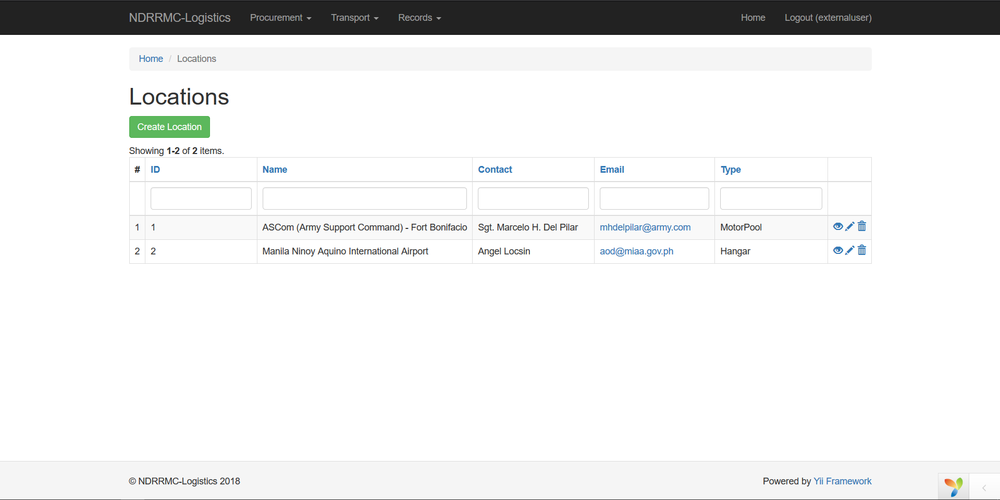 NDRRMC-Logistics Procurement Transport Records Home Logout (externaluser)
Home / Locations
Locations
Create Location
Showing 1-2 of 2 items.
# ID Name Contact Email Type
1 1 ASCom (Army Support Command) - Fort Bonifacio Sgt. Marcelo H. Del Pilar mhdelpilar@army.com MotorPool
2 2 Manila Ninoy Aquino International Airport Angel Locsin aod@miaa.gov.ph Hangar
© NDRRMC-Logistics 2018 Powered by Yii Framework